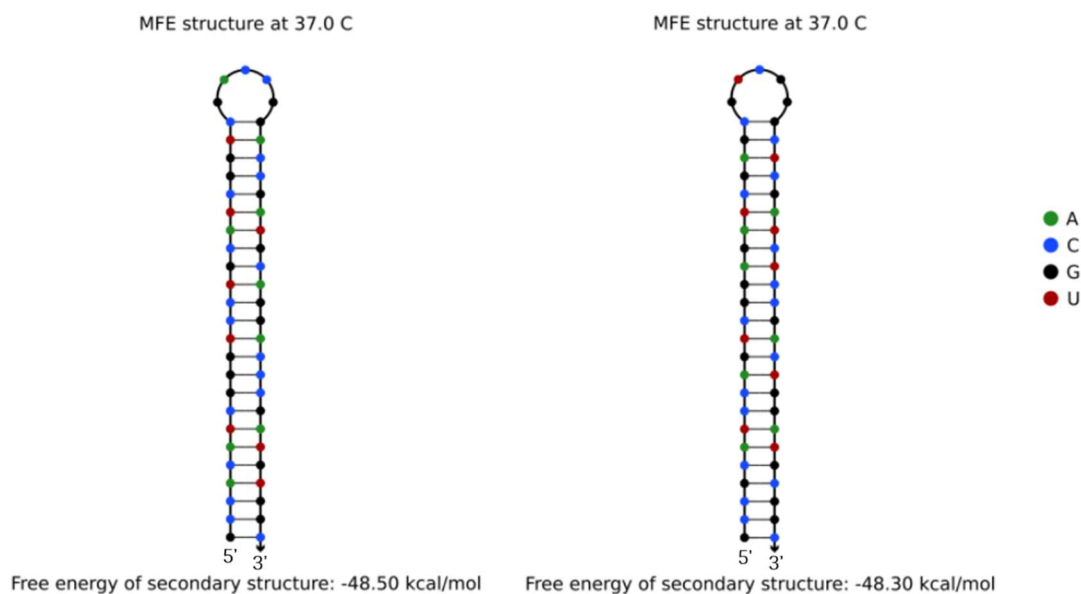 MFE structure at 37.0 C
MFE structure at 37.0 C
A
C
G
U
5' 3'
5' 3'
Free energy of secondary structure: -48.50 kcal/mol
Free energy of secondary structure: -48.30 kcal/mol